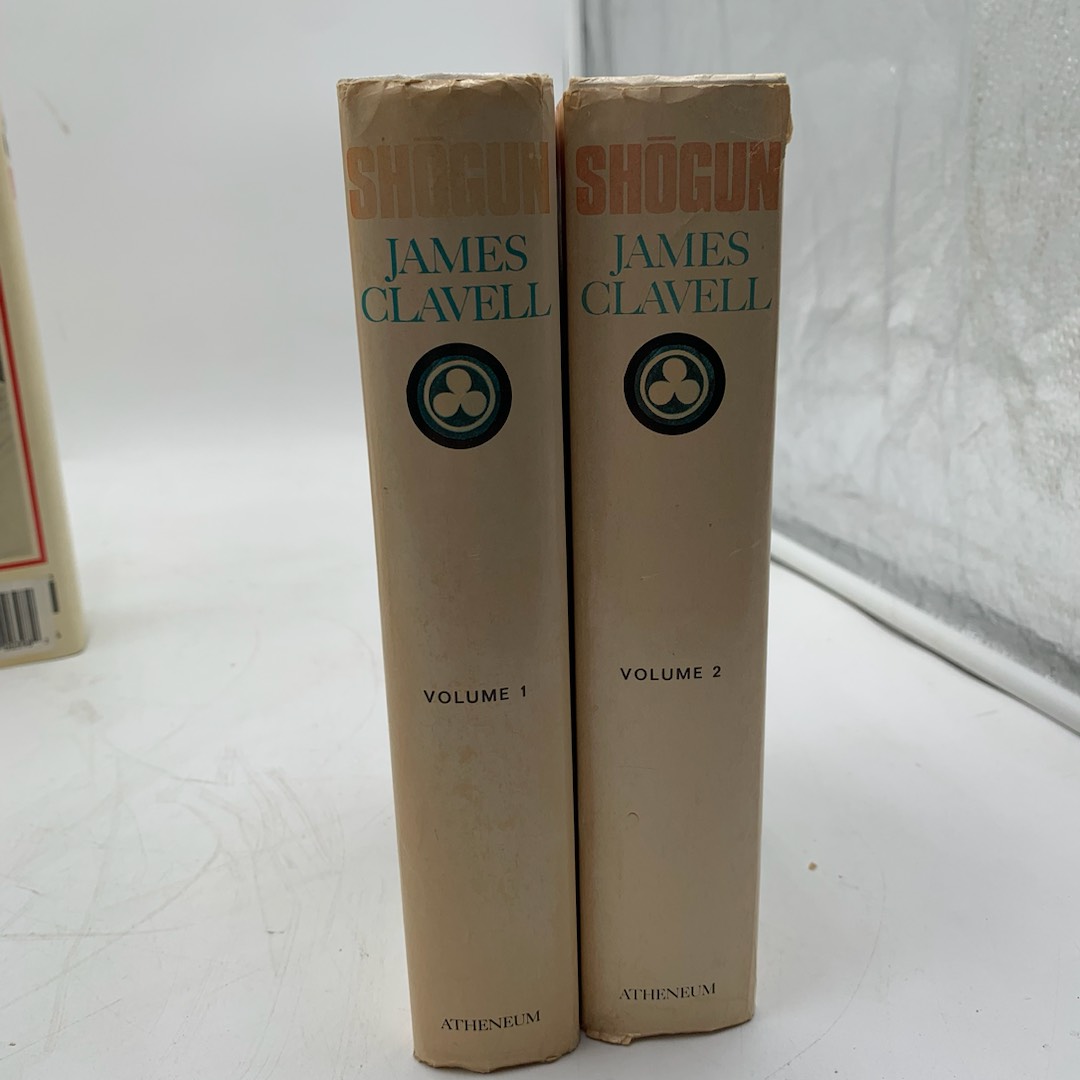 SHŌGUN
JAMES
CLAVELL
VOLUME 1
ATHENEUM
SHŌGUN
JAMES
CLAVELL
VOLUME 2
ATHENEUM